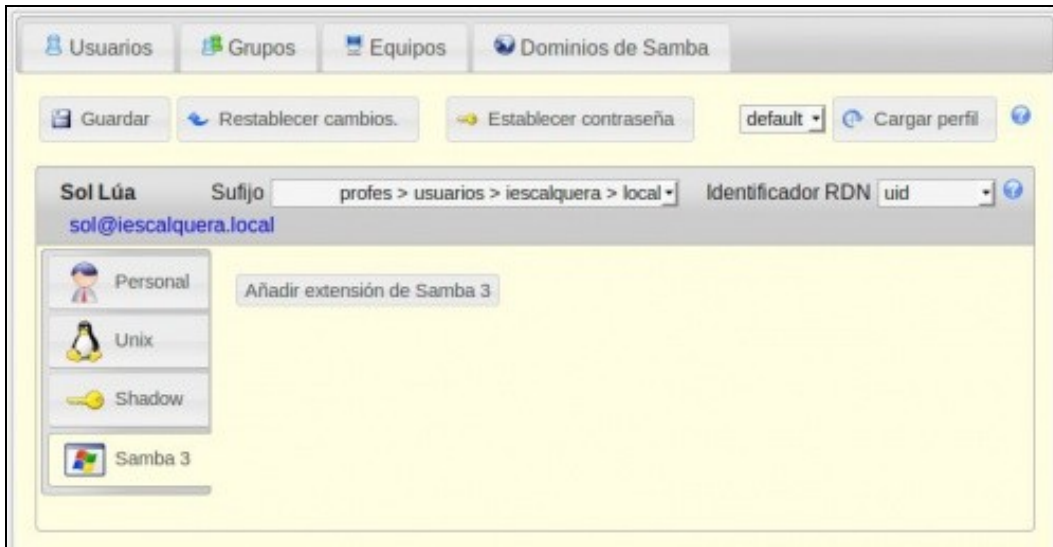 Usuarios Grupos Equipos Dominios de Samba
Guardar Restablecer cambios. Establecer contraseña default Cargar perfil
Sol Lúa Sufijo profes > usuarios > iescalquera > local Identificador RDN uid
sol@iescalquera.local
Personal
Añadir extensión de Samba 3
Unix
Shadow
Samba 3